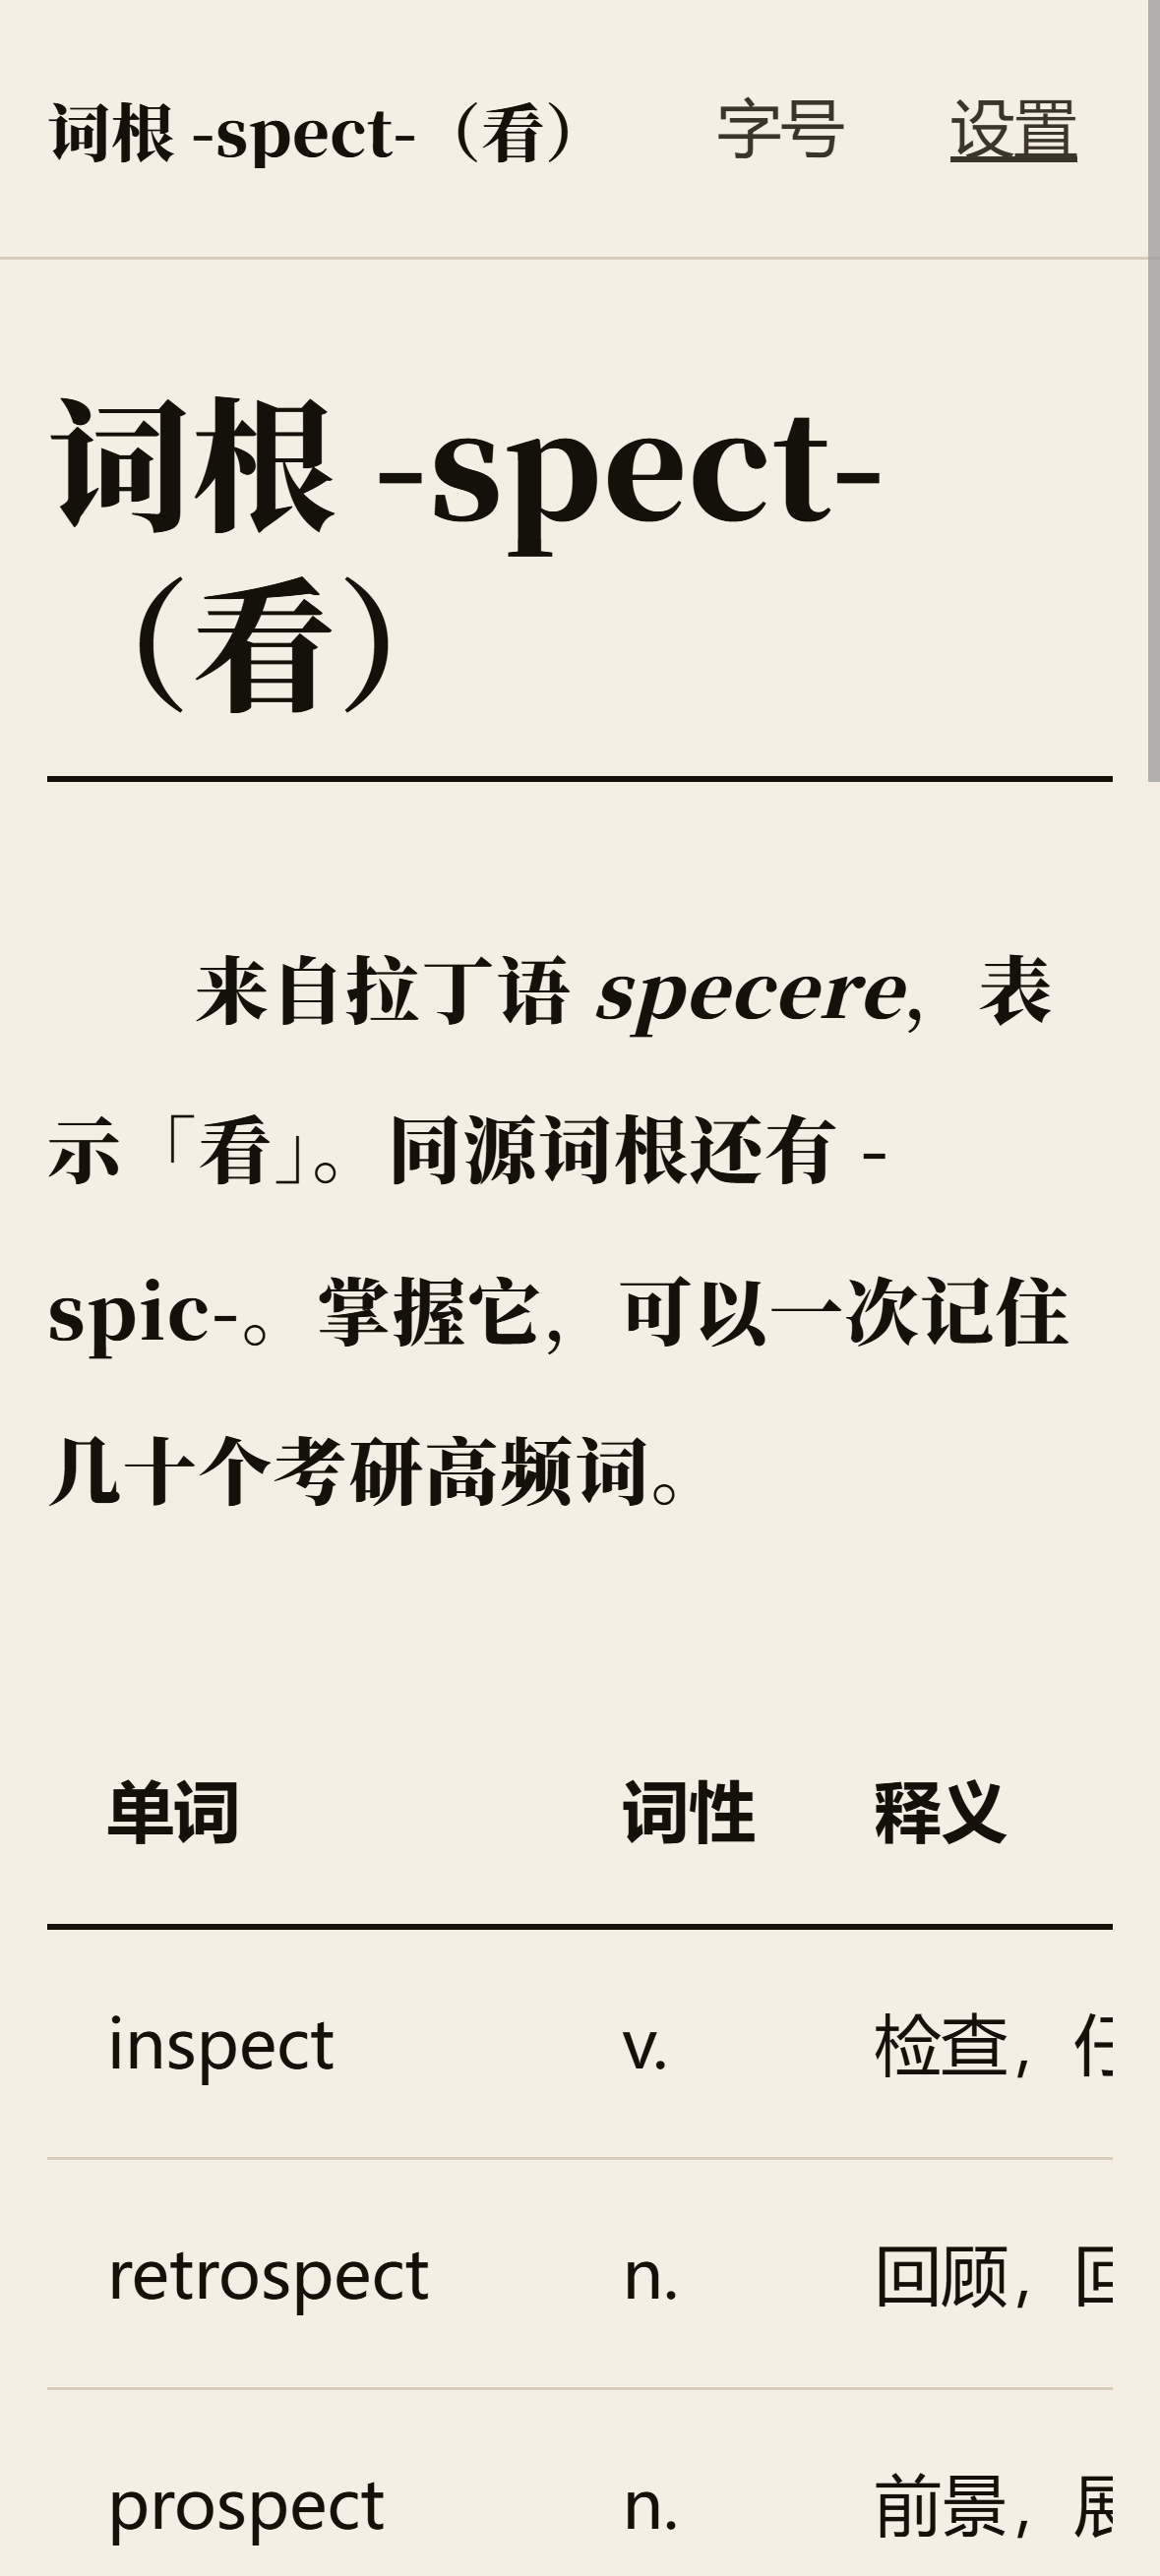 词根 -spect-（看） 字号 设置
词根 -spect-
（看）
来自拉丁语 specere，表
示「看」。同源词根还有 -
spic-。掌握它，可以一次记住
几十个考研高频词。
单词 词性 释义
inspect v. 检查，
retrospect n. 回顾，
prospect n. 前景，